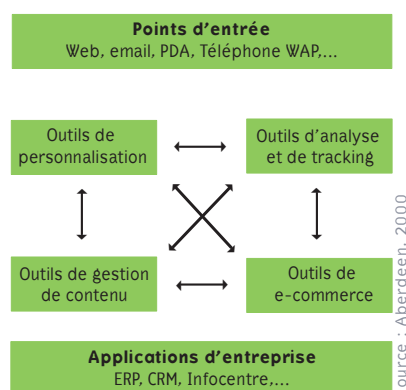 Points d'entrée
Web, email, PDA, Téléphone WAP,...
Outils de
personnalisation
Outils d'analyse
et de tracking
Outils de gestion
de contenu
Outils de
e-commerce
Applications d'entreprise
ERP, CRM, Infocentre,...
ource : Aberdeen, 2000